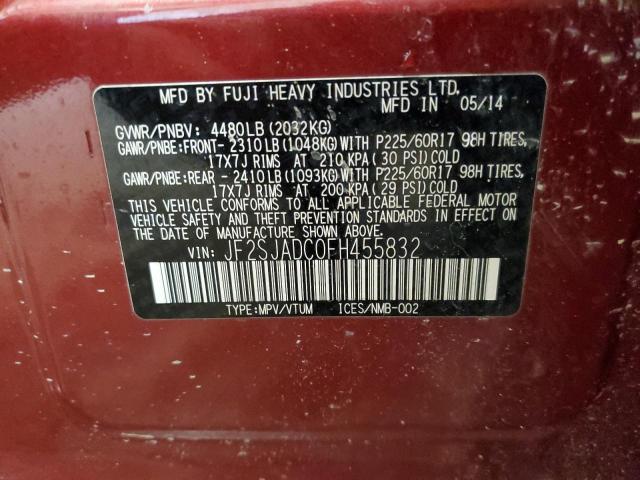 MFD BY FUJI HEAVY INDUSTRIES LTD.
MFD IN 05/14
GVWR/PNBV: 4480LB (2032KG)
GAWR/PNBE:FRONT- 2310LB(1048KG)WITH P225/60R17 98H TIRES,
17X7J RIMS AT 210 KPA( 30 PSI)COLD
GAWR/PNBE:REAR - 2410LB(1093KG)WITH P225/60R17 98H TIRES,
17X7J RIMS AT 200 KPA( 29 PSI)COLD
THIS VEHICLE CONFORMS TO ALL APPLICABLE FEDERAL MOTOR
VEHICLE SAFETY AND THEFT PREVENTION STANDARDS IN EFFECT
ON THE DATE OF MANUFACTURE SHOWN ABOVE.
VIN: JF2SJADC0FH455832
TYPE:MPV/VTUM ICES/NMB-002